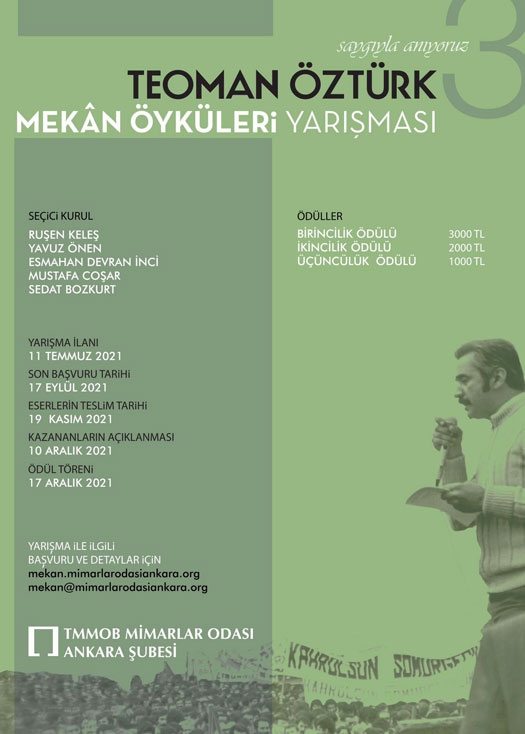 saygıyla anıyoruz
3
TEOMAN ÖZTÜRK
MEKÂN ÖYKÜLERİ YARIŞMASI
SEÇİCİ KURUL
RUŞEN KELEŞ
YAVUZ ÖNEN
ESMAHAN DEVRAN İNCİ
MUSTAFA COŞAR
SEDAT BOZKURT
ÖDÜLLER
BİRİNCİLİK ÖDÜLÜ 3000 TL
İKİNCİLİK ÖDÜLÜ 2000 TL
ÜÇÜNCÜLÜK ÖDÜLÜ 1000 TL
YARIŞMA İLANI
11 TEMMUZ 2021
SON BAŞVURU TARİHİ
17 EYLÜL 2021
ESERLERİN TESLİM TARİHİ
19 KASIM 2021
KAZANANLARIN AÇIKLANMASI
10 ARALIK 2021
ÖDÜL TÖRENİ
17 ARALIK 2021
YARIŞMA İLE İLGİLİ
BAŞVURU VE DETAYLAR İÇİN
mekan.mimarlarodasiankara.org
mekan@mimarlarodasiankara.org
TMMOB MİMARLAR ODASI
ANKARA ŞUBESİ
KAHROLSUN
KAHROLSUN